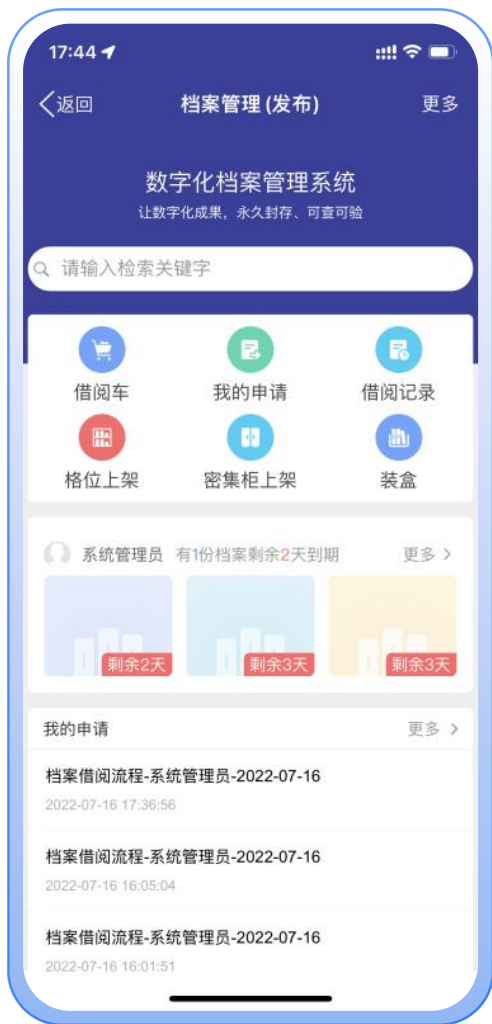 17:44
返回 档案管理 (发布) 更多
数字化档案管理系统
让数字化成果，永久封存、可查可验
请输入检索关键字
借阅车 我的申请 借阅记录
格位上架 密集柜上架 装盒
系统管理员 有1份档案剩余2天到期 更多
剩余2天 剩余3天 剩余3天
我的申请 更多
档案借阅流程-系统管理员-2022-07-16
2022-07-16 17:36:56
档案借阅流程-系统管理员-2022-07-16
2022-07-16 16:05:04
档案借阅流程-系统管理员-2022-07-16
2022-07-16 16:01:51